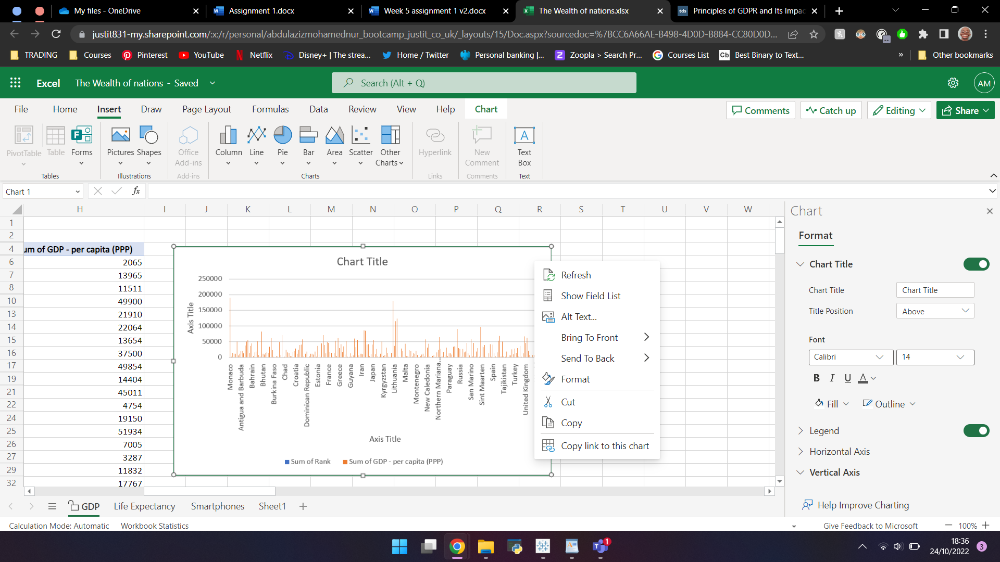 My files - OneDrive
Assignment 1.docx
Week 5 assignment 1 v2.docx
The Wealth of nations.xlsx
tds
Principles of GDPR and Its Impac
justit831-my.sharepoint.com/:x:/r/personal/abdulazizmohamednur_bootcamp_justit_co_uk/_layouts/15/Doc.aspx?sourcedoc=%7BCC6A66AE-B498-4D0D-B884-CC80D0D...
TRADING
Courses
Pinterest
YouTube
Netflix
Disney+ | The strea...
Home / Twitter
Personal banking |...
Zoopla > Search Pr...
Courses List
Cb
Best Binary to Text...
»
Other bookmarks
Excel
The Wealth of nations - Saved
Search (Alt + Q)
AM
File
Home
Insert
Draw
Page Layout
Formulas
Data
Review
View
Help
Chart
Comments
Catch up
Editing
Share
PivotTable
Table
Forms
Pictures
Shapes
Office
Add-ins
Column
Line
Pie
Bar
Area
Scatter
Other
Charts
Hyperlink
New
Comment
Text
Box
Tables
Illustrations
Add-ins
Charts
Links
Comments
Text
Chart 1
fx
H I J K L M N O P Q R S T U V W
1
2
4 um of GDP - per capita (PPP)
6 2065
7 13965
8 11511
10 49900
13 21910
14 22064
15 13654
16 37500
17 49854
19 14404
21 45011
22 4754
24 19150
25 51934
26 7005
27 3287
29 11832
32 17767
Chart Title
Axis Title
250000
200000
150000
100000
50000
0
Monaco
Antigua and Barbuda
Bahrain
Bhutan
Burkina Faso
Chad
Croatia
Dominican Republic
Estonia
France
Greece
Guyana
Iran
Japan
Kyrgyzstan
Lithuania
Malta
Montenegro
New Caledonia
Northern Mariana...
Paraguay
Russia
San Marino
Sint Maarten
Spain
Tajikistan
Turkey
United Kingdom
Axis Title
Sum of Rank
Sum of GDP - per capita (PPP)
Refresh
Show Field List
Alt Text...
Bring To Front
Send To Back
Format
Cut
Copy
Copy link to this chart
Chart
Format
Chart Title
Chart Title
Chart Title
Title Position
Above
Font
Calibri
14
B I U A
Fill
Outline
Legend
Horizontal Axis
Vertical Axis
Help Improve Charting
GDP
Life Expectancy
Smartphones
Sheet1
Calculation Mode: Automatic
Workbook Statistics
Give Feedback to Microsoft
100%
1
18:36
24/10/2022
3